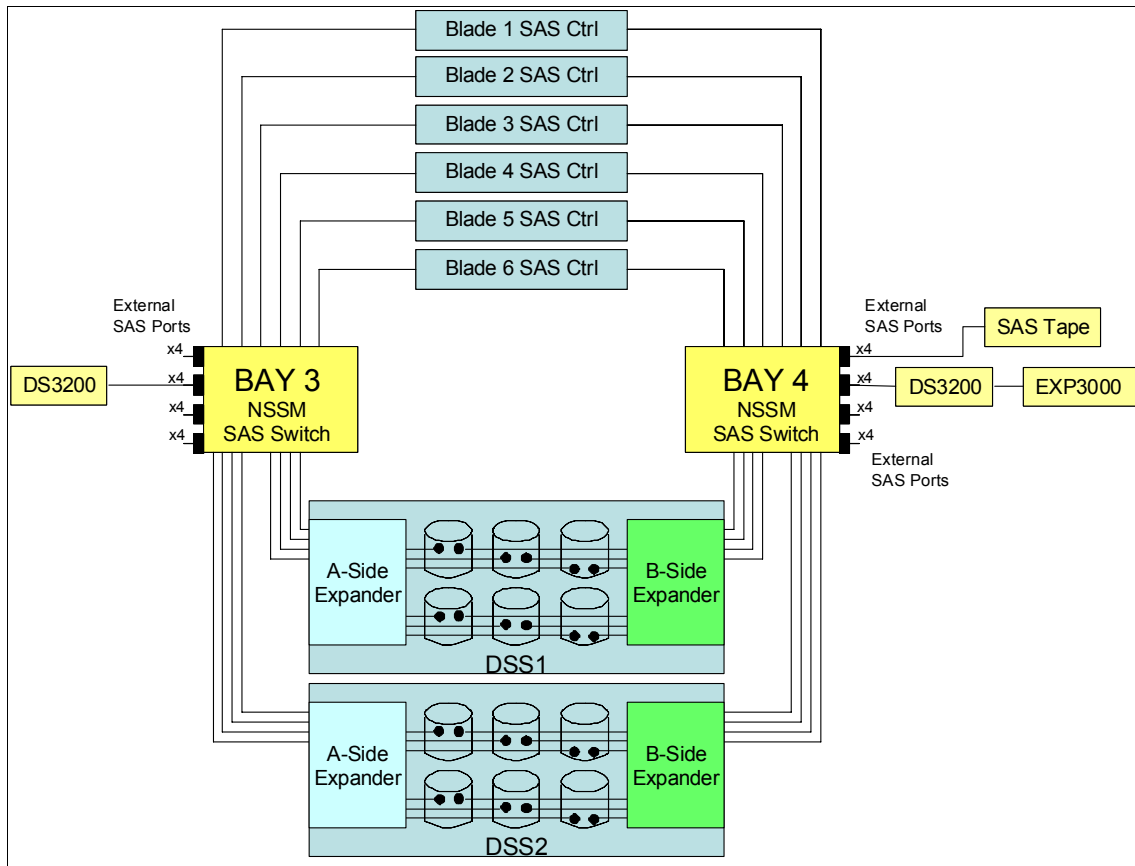 Blade 1 SAS Ctrl
Blade 2 SAS Ctrl
Blade 3 SAS Ctrl
Blade 4 SAS Ctrl
Blade 5 SAS Ctrl
Blade 6 SAS Ctrl
External
SAS Ports
x4
x4
x4
x4
DS3200
BAY 3
NSSM
SAS Switch
BAY 4
NSSM
SAS Switch
External
SAS Ports
x4
x4
x4
x4
External
SAS Ports
SAS Tape
DS3200
EXP3000
A-Side
Expander
B-Side
Expander
DSS1
A-Side
Expander
B-Side
Expander
DSS2